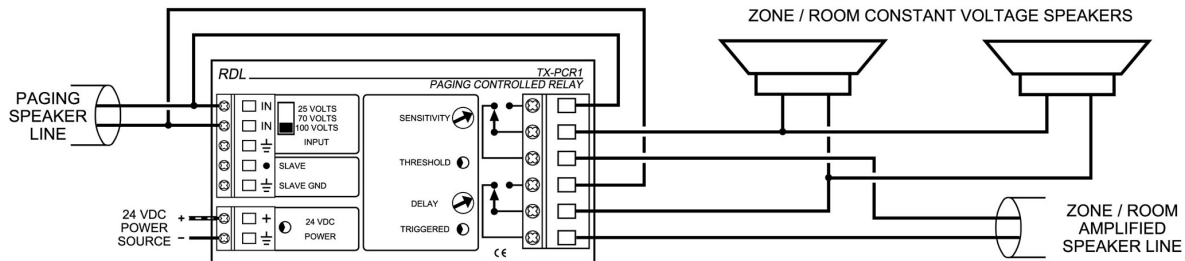 ZONE / ROOM CONSTANT VOLTAGE SPEAKERS
RDL
TX-PCR1
PAGING CONTROLLED RELAY
PAGING
SPEAKER
LINE
IN
IN
25 VOLTS
70 VOLTS
100 VOLTS
INPUT
SLAVE
SLAVE GND
24 VDC
POWER
SOURCE
+
−
+
24 VDC
POWER
SENSITIVITY
THRESHOLD
DELAY
TRIGGERED
CE
ZONE / ROOM
AMPLIFIED
SPEAKER LINE